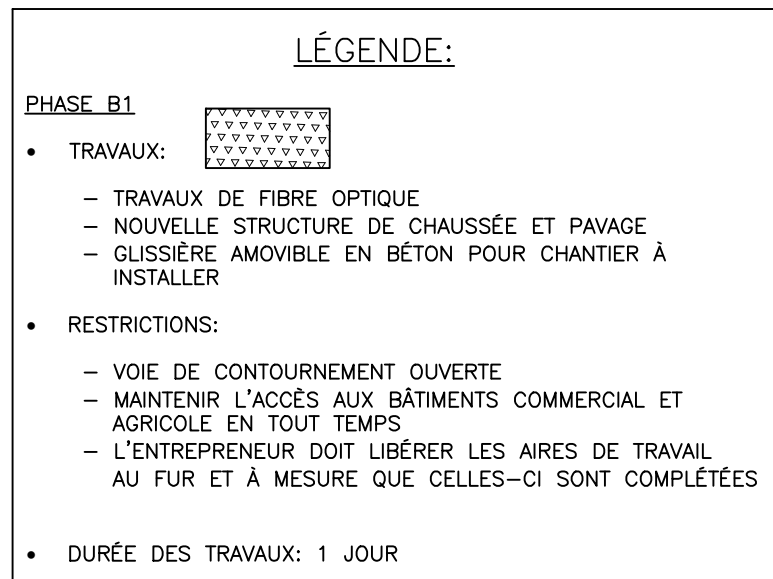 LÉGENDE:
PHASE B1
• TRAVAUX:
– TRAVAUX DE FIBRE OPTIQUE
– NOUVELLE STRUCTURE DE CHAUSSÉE ET PAVAGE
– GLISSIÈRE AMOVIBLE EN BÉTON POUR CHANTIER À
INSTALLER
• RESTRICTIONS:
– VOIE DE CONTOURNEMENT OUVERTE
– MAINTENIR L'ACCÈS AUX BÂTIMENTS COMMERCIAL ET
AGRICOLE EN TOUT TEMPS
– L'ENTREPRENEUR DOIT LIBÉRER LES AIRES DE TRAVAIL
AU FUR ET À MESURE QUE CELLES-CI SONT COMPLÉTÉES
• DURÉE DES TRAVAUX: 1 JOUR